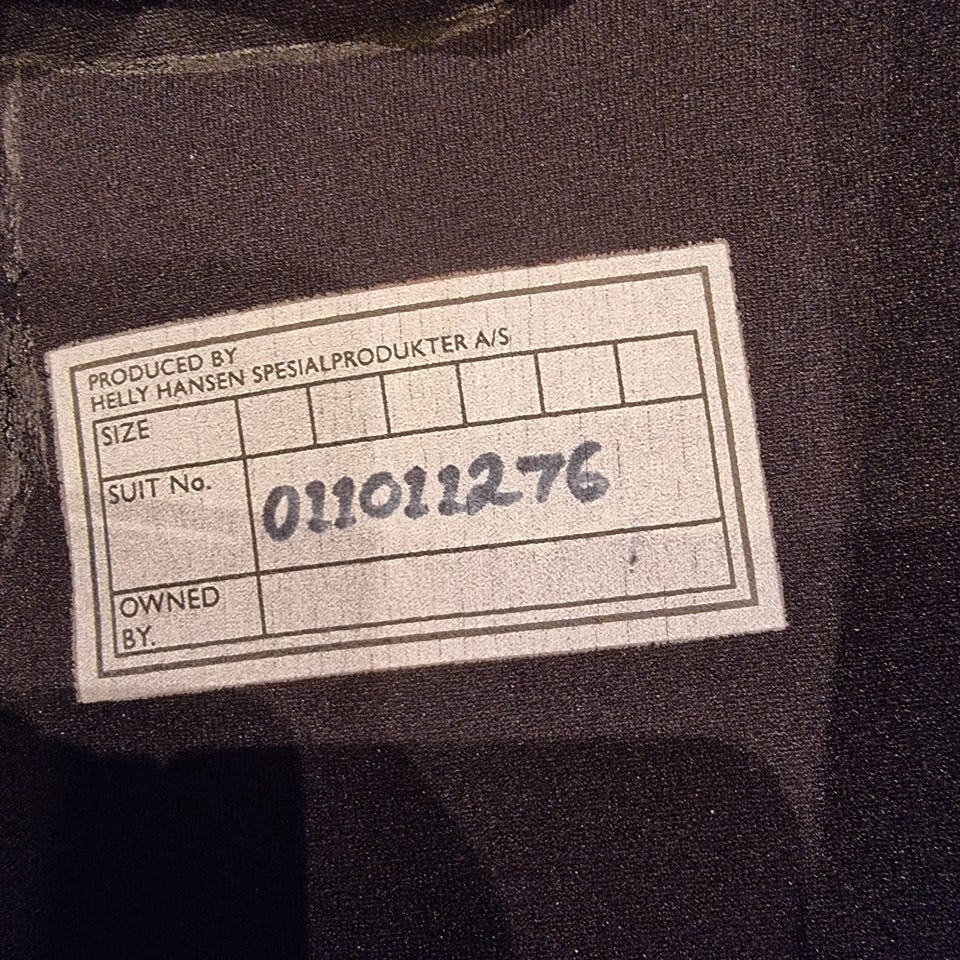 PRODUCED BY
HELLY HANSEN SPESIALPRODUKTER A/S
SIZE
SUIT No. 011011276
OWNED
BY.